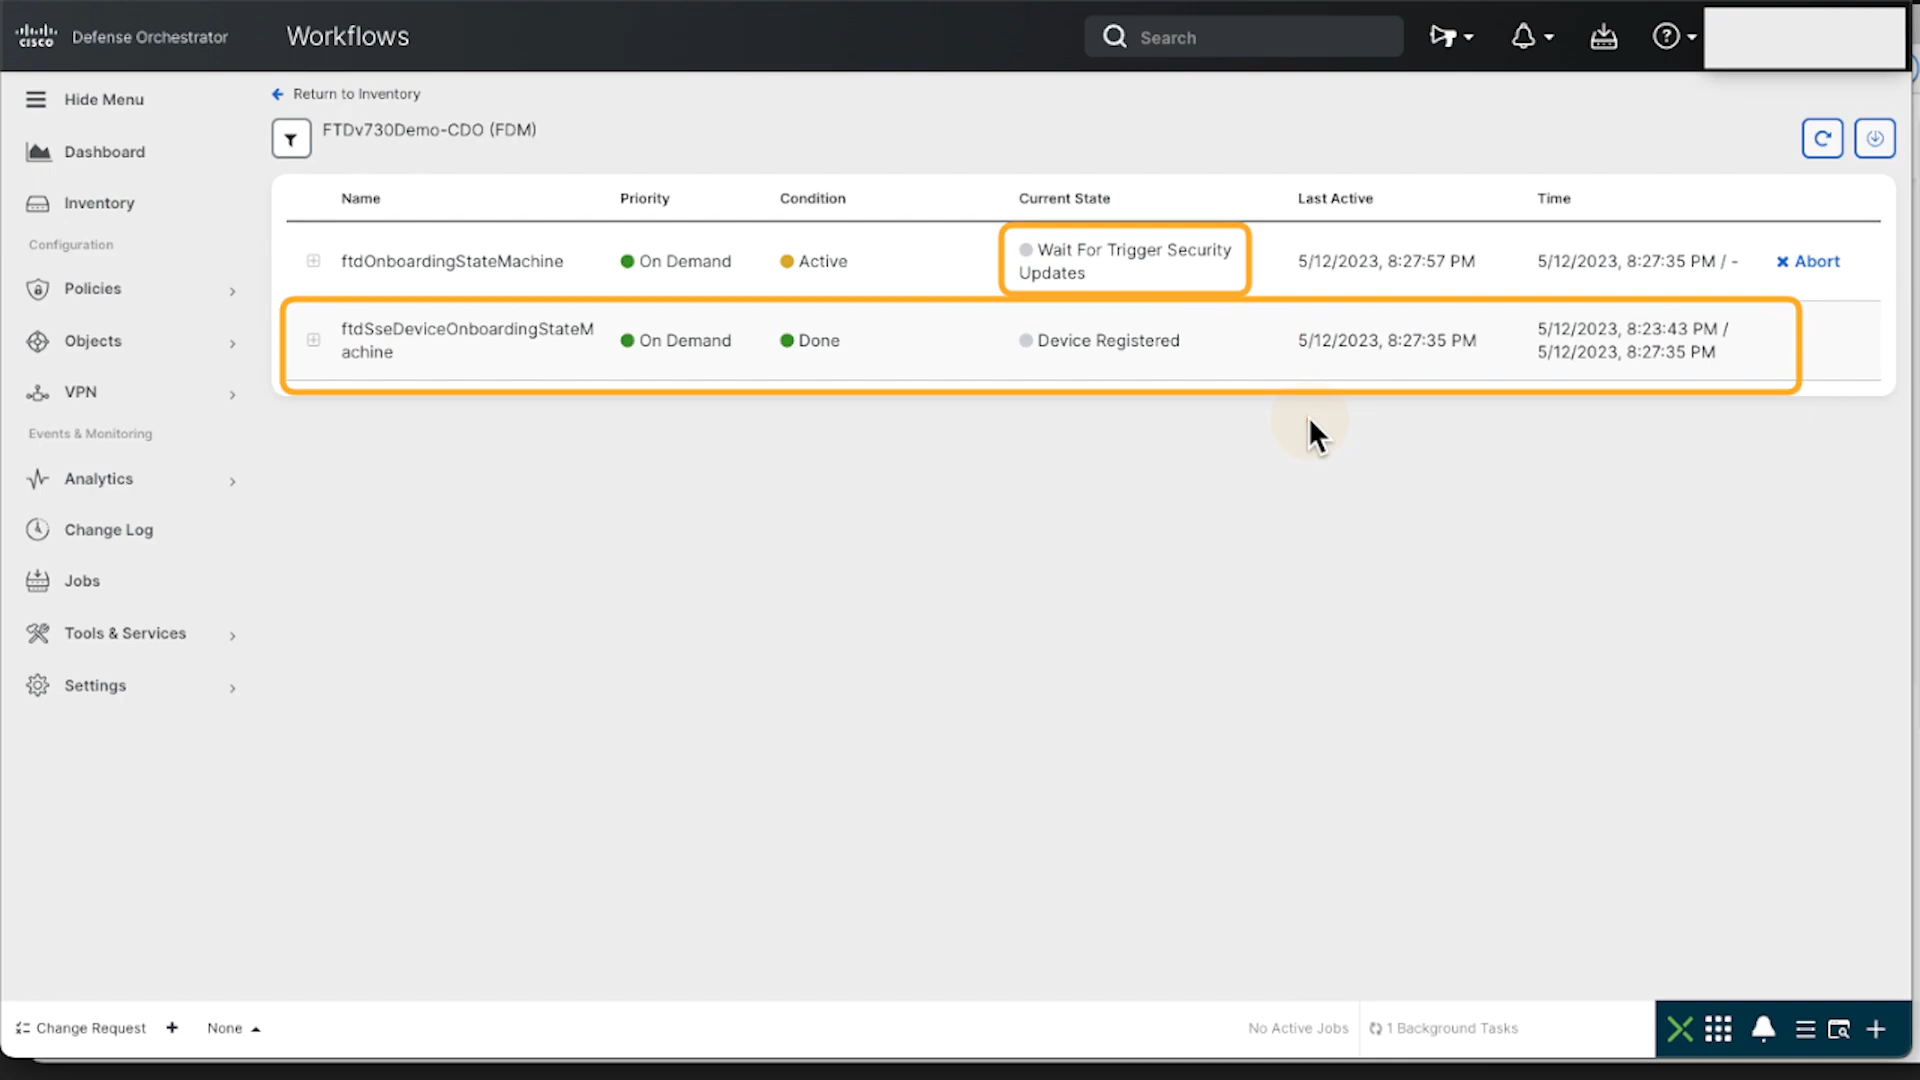 CISCO
Defense Orchestrator
Workflows
Search
?
Hide Menu
Dashboard
Inventory
Configuration
Policies
Objects
VPN
Events & Monitoring
Analytics
Change Log
Jobs
Tools & Services
Settings
Return to Inventory
FTDv730Demo-CDO (FDM)
Name Priority Condition Current State Last Active Time
ftdOnboardingStateMachine On Demand Active Wait For Trigger Security
Updates 5/12/2023, 8:27:57 PM 5/12/2023, 8:27:35 PM / - Abort
ftdSseDeviceOnboardingStateM
achine On Demand Done Device Registered 5/12/2023, 8:27:35 PM 5/12/2023, 8:23:43 PM /
5/12/2023, 8:27:35 PM
Change Request + None
No Active Jobs 1 Background Tasks